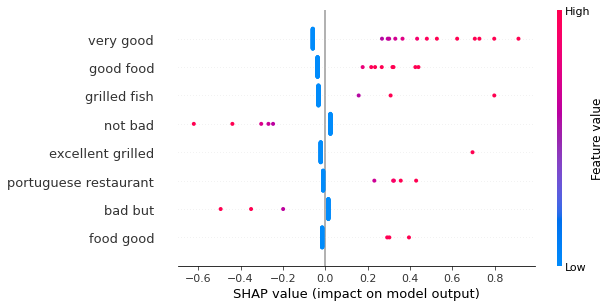 High
very good
good food
grilled fish
not bad
excellent grilled
portuguese restaurant
bad but
food good
Low
Feature value
−0.6 −0.4 −0.2 0.0 0.2 0.4 0.6 0.8
SHAP value (impact on model output)